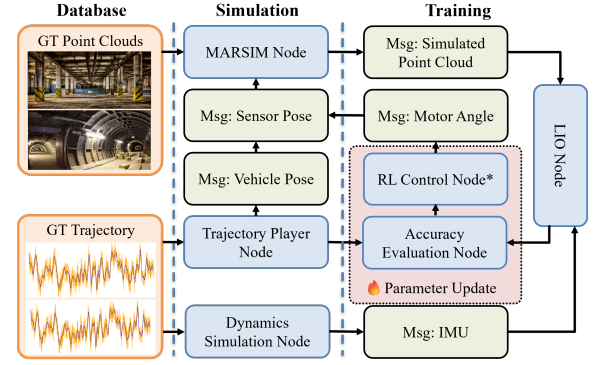 Database
Simulation
Training
GT Point Clouds
MARSIM Node
Msg: Simulated
Point Cloud
Msg: Sensor Pose
Msg: Motor Angle
LIO Node
Msg: Vehicle Pose
RL Control Node*
GT Trajectory
Trajectory Player
Node
Accuracy
Evaluation Node
Parameter Update
Dynamics
Simulation Node
Msg: IMU